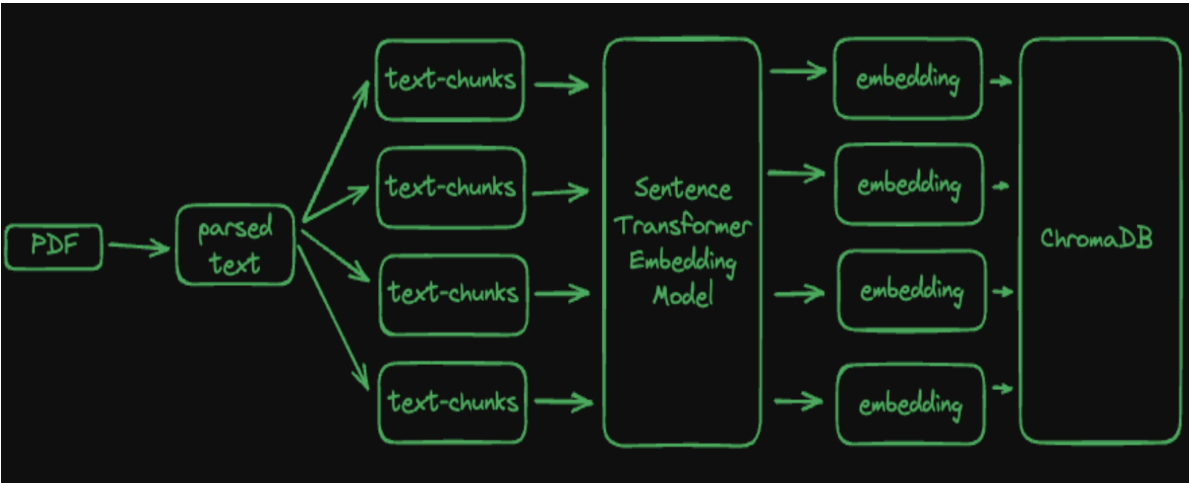 PDF
parsed
text
text-chunks
text-chunks
text-chunks
text-chunks
Sentence
Transformer
Embedding
Model
embedding
embedding
embedding
embedding
ChromaDB